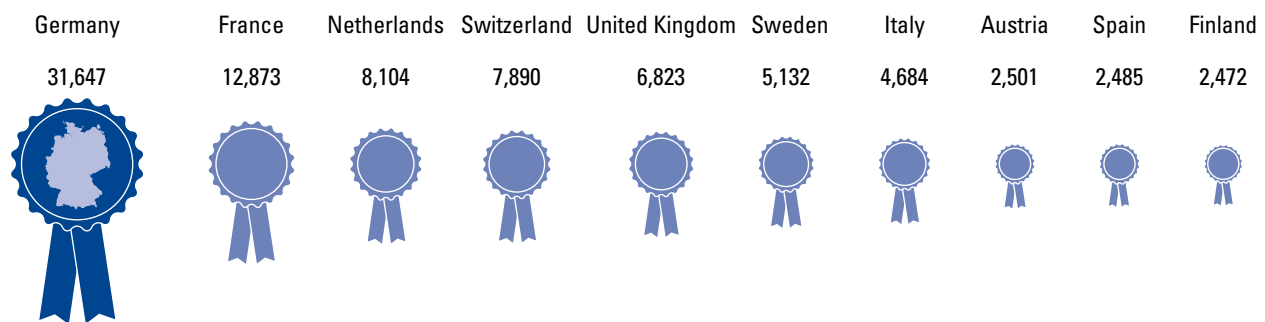 Germany France Netherlands Switzerland United Kingdom Sweden Italy Austria Spain Finland
31,647 12,873 8,104 7,890 6,823 5,132 4,684 2,501 2,485 2,472